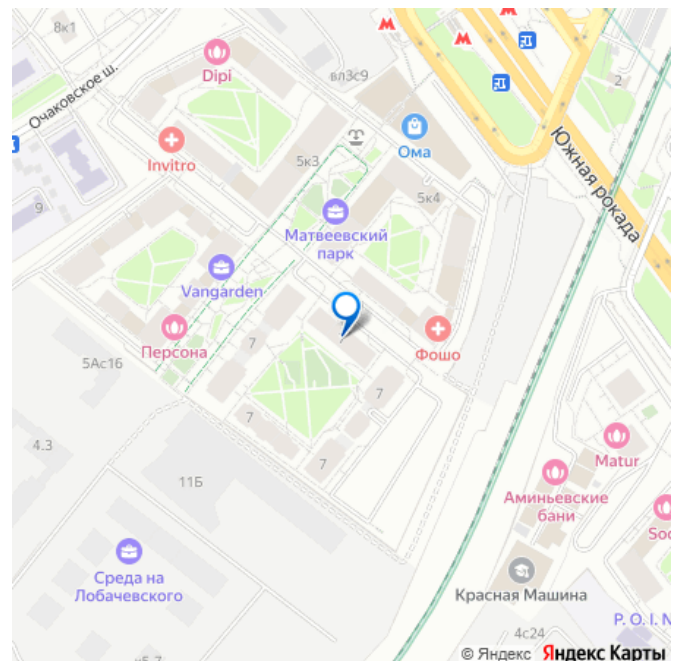 8к1
Dipi
вл3с9
М
М
2
Очаковское ш.
Южная рокада
Ома
Invitro
5к3
9
5к4
Матвеевский
парк
Vangarden
Персона
7
Фошо
5Ас16
7
7
7
4.3
11Б
Matur
Аминьевские
бани
Soc
Среда на
Лобачевского
Красная Машина
4с24
P. O. I. N
© Яндекс Яндекс Карты